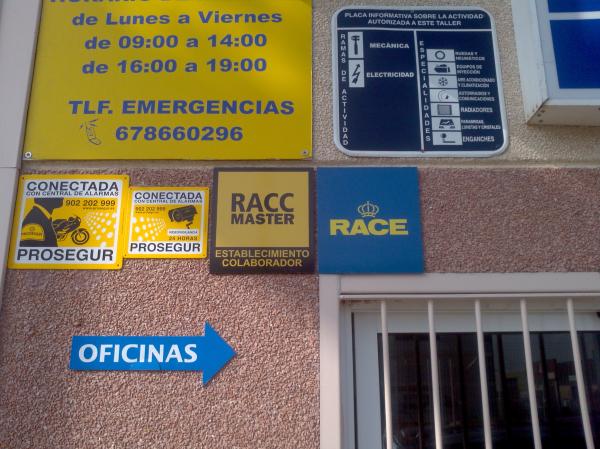 HORARIO DE
de Lunes a Viernes
de 09:00 a 14:00
de 16:00 a 19:00
TLF. EMERGENCIAS
678660296
PLACA INFORMATIVA SOBRE LA ACTIVIDAD
AUTORIZADA A ESTE TALLER
RAMAS DE ACTIVIDAD
MECÁNICA
ELECTRICIDAD
ESPECIALIDADES
RUEDAS Y
NEUMÁTICOS
EQUIPOS DE
INYECCIÓN
AIRE ACONDICIONADO
Y CLIMATIZACIÓN
AUTORRADIOS Y
COMUNICACIONES
RADIADORES
PARABRISAS,
LUNETAS Y CRISTALES
ENGANCHES
CONECTADA
CON CENTRAL DE ALARMAS
902 202 999
PROSEGUR
CONECTADA
CON CENTRAL DE ALARMAS
902 202 999
VIDEOVIGILANCIA
24 HORAS
PROSEGUR
RACC
MASTER
ESTABLECIMIENTO
COLABORADOR
RACE
OFICINAS